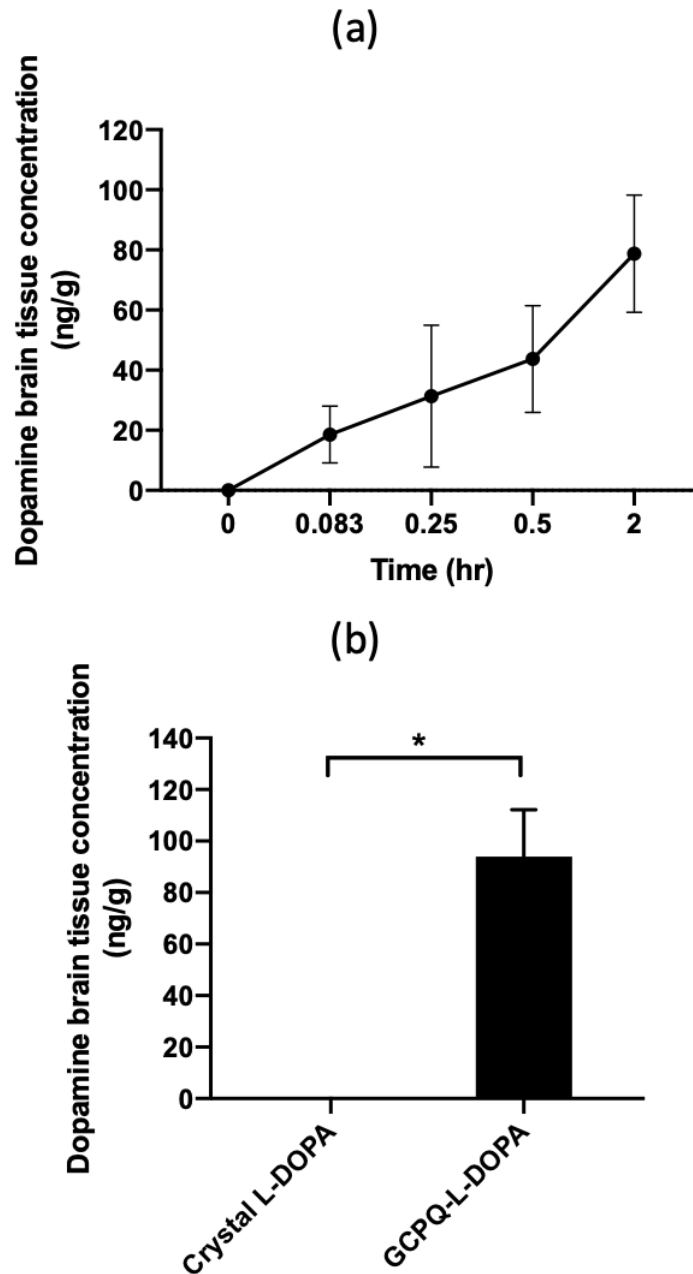 (a)
Dopamine brain tissue concentration
(ng/g)
120
100
80
60
40
20
0
0 0.083 0.25 0.5 2
Time (hr)
(b)
Dopamine brain tissue concentration
(ng/g)
140
120
100
80
60
40
20
0
*
Crystal L-DOPA
GCPQ-L-DOPA